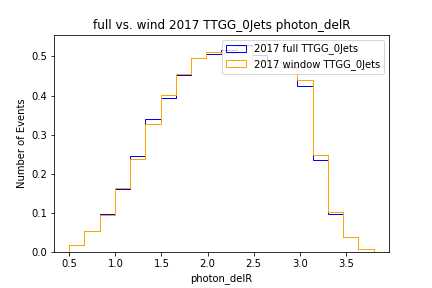 full vs. wind 2017 TTGG_0Jets photon_delR
2017 full TTGG_0Jets
2017 window TTGG_0Jets
Number of Events
0.5
0.4
0.3
0.2
0.1
0.0
0.5 1.0 1.5 2.0 2.5 3.0 3.5
photon_delR